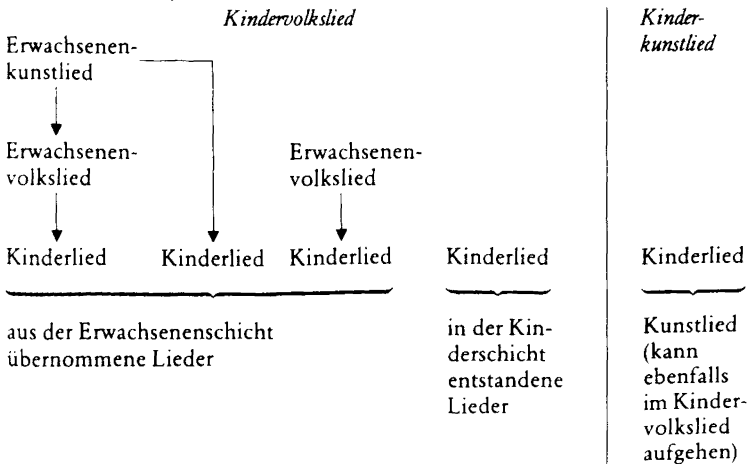 Kindervolkslied
Kinder-
kunstlied
Erwachsenen-
kunstlied
Erwachsenen-
volkslied
Erwachsenen-
volkslied
Kinderlied
Kinderlied
Kinderlied
Kinderlied
Kinderlied
aus der Erwachsenenschicht
übernommene Lieder
in der Kin-
derschicht
entstandene
Lieder
Kunstlied
(kann
ebenfalls
im Kinder-
volkslied
aufgehen)